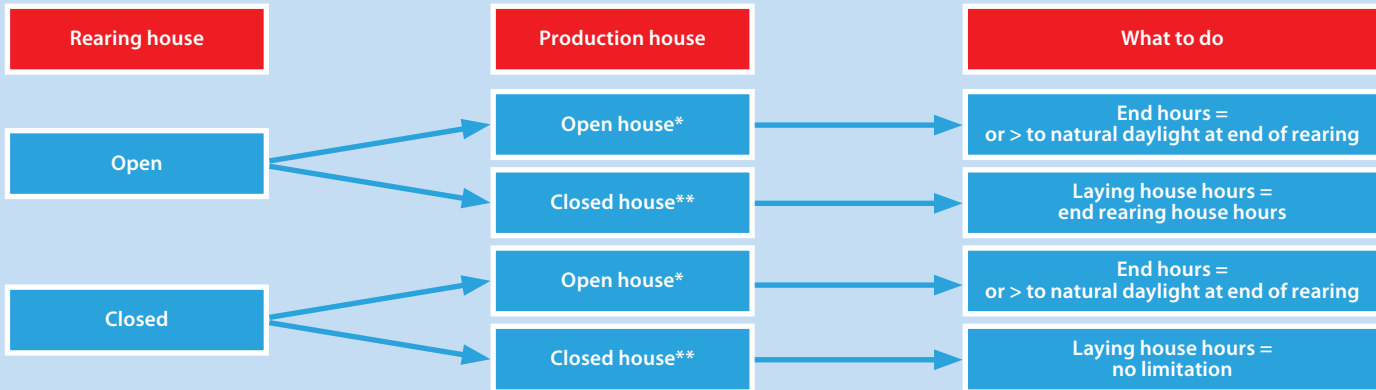 Rearing house
Production house
What to do
Open
Open house*
End hours =
or > to natural daylight at end of rearing
Closed house**
Laying house hours =
end rearing house hours
Closed
Open house*
End hours =
or > to natural daylight at end of rearing
Closed house**
Laying house hours =
no limitation